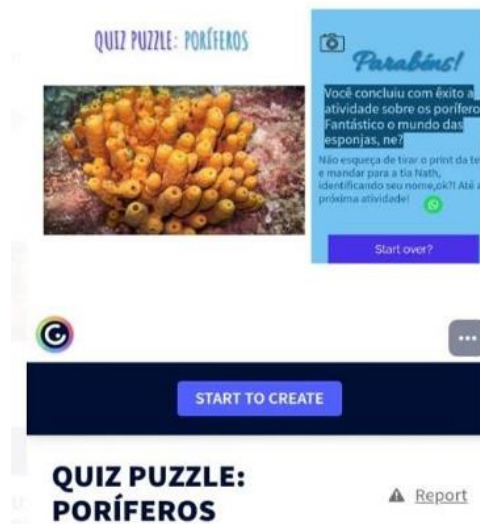 QUIZ PUZZLE: PORÍFEROS
Parabéns!
Você concluiu com êxito a
atividade sobre os porífero
Fantástico o mundo das
esponjas, ne?
Não esqueça de tirar o print da te
e mandar para a tia Nath,
identificando seu nome,ok?! Até a
próxima atividade!
Start over?
START TO CREATE
QUIZ PUZZLE:
PORÍFEROS
Report